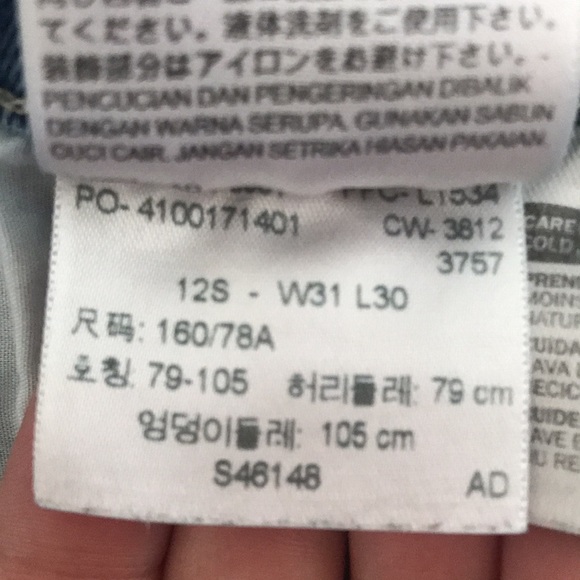 てください。液体洗剤をご使用下さい。
装飾部分はアイロンをお避け下さい。
PENCUCIAN DAN PENGERINGAN DIBALIK
DENGAN WARNA SERUPA. GUNAKAN SABUN
CUCI CAIR. JANGAN SETRIKA HIASAN PAKAIAN.
L1534
PO- 4100171401
CW- 3812
3757
12S - W31 L30
尺码: 160/78A
호칭: 79-105 허리둘레: 79 cm
엉덩이둘레: 105 cm
S46148
AD
CARE
COLD